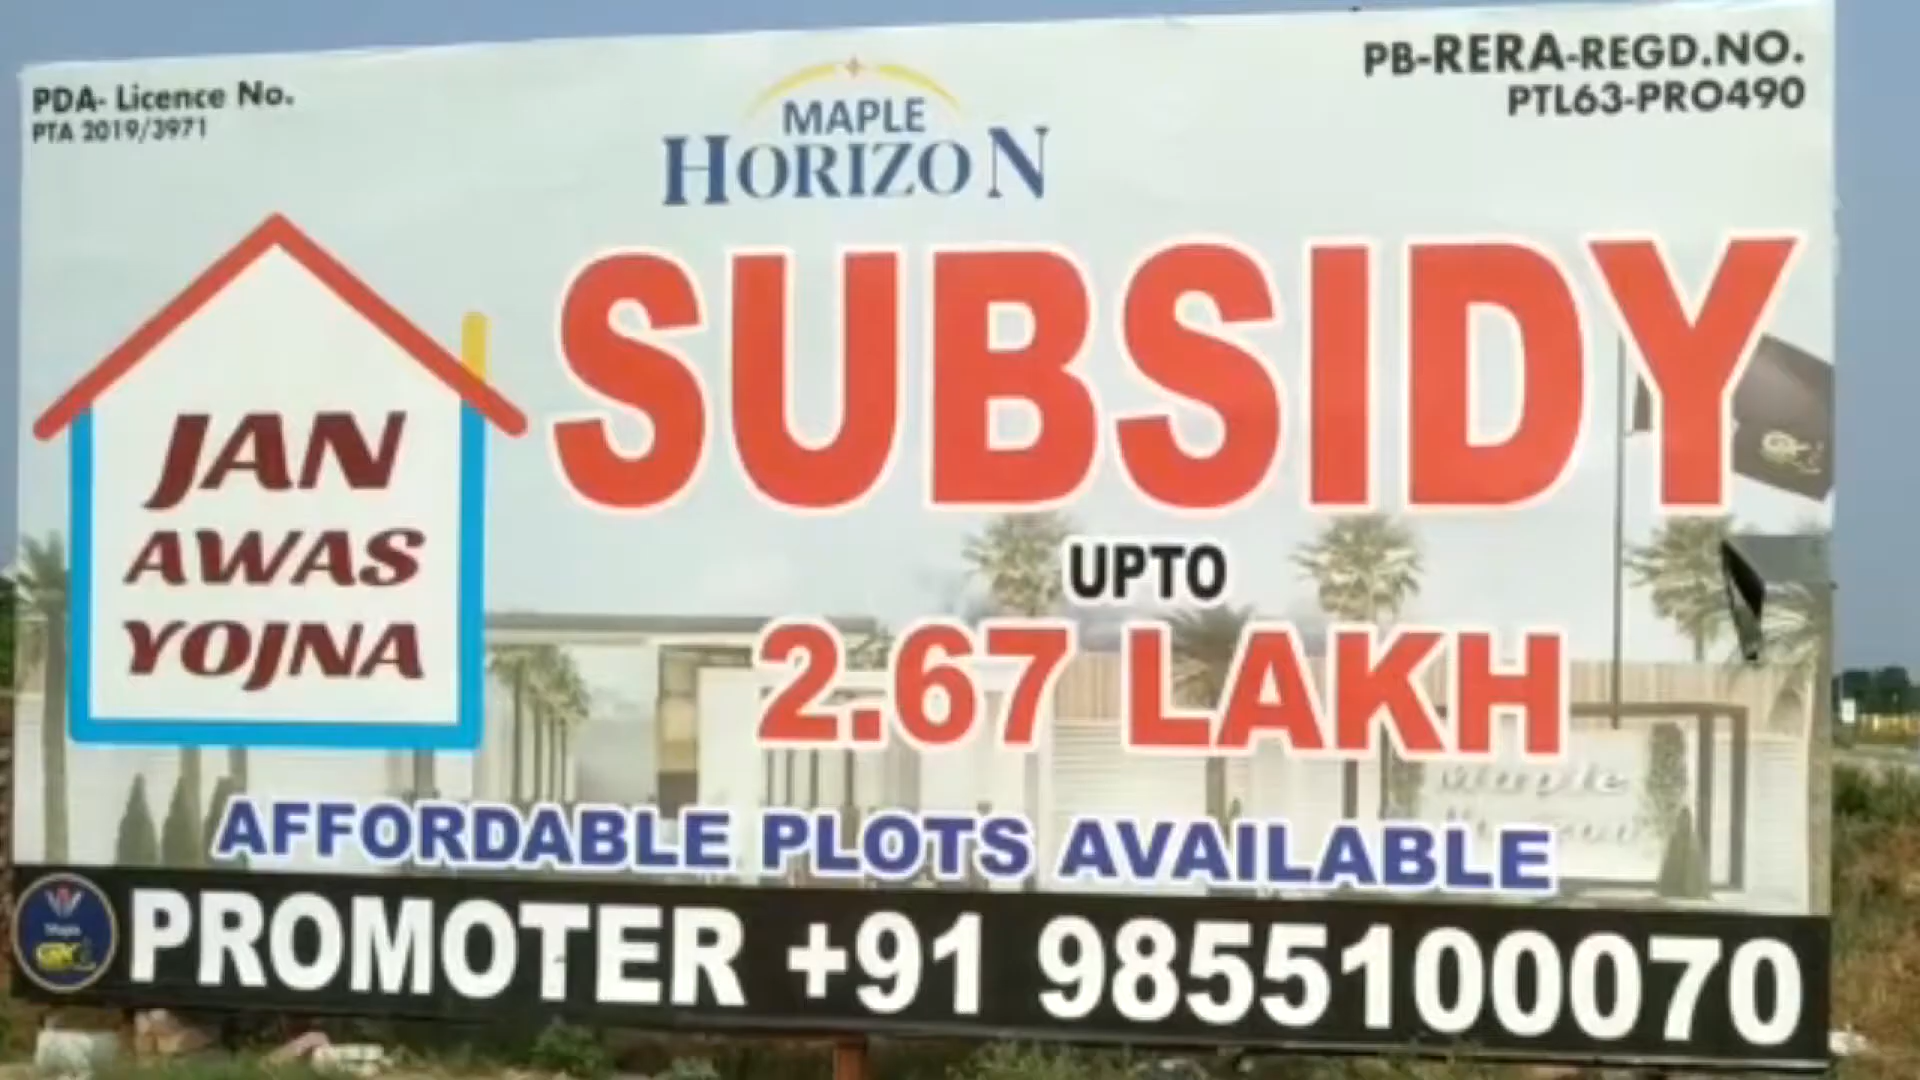 PDA- Licence No.
PTA 2019/3971
MAPLE
HORIZON
PB-RERA-REGD.NO.
PTL63-PRO490
JAN
AWAS
YOJNA
SUBSIDY
UPTO
2.67 LAKH
AFFORDABLE PLOTS AVAILABLE
PROMOTER +91 9855100070